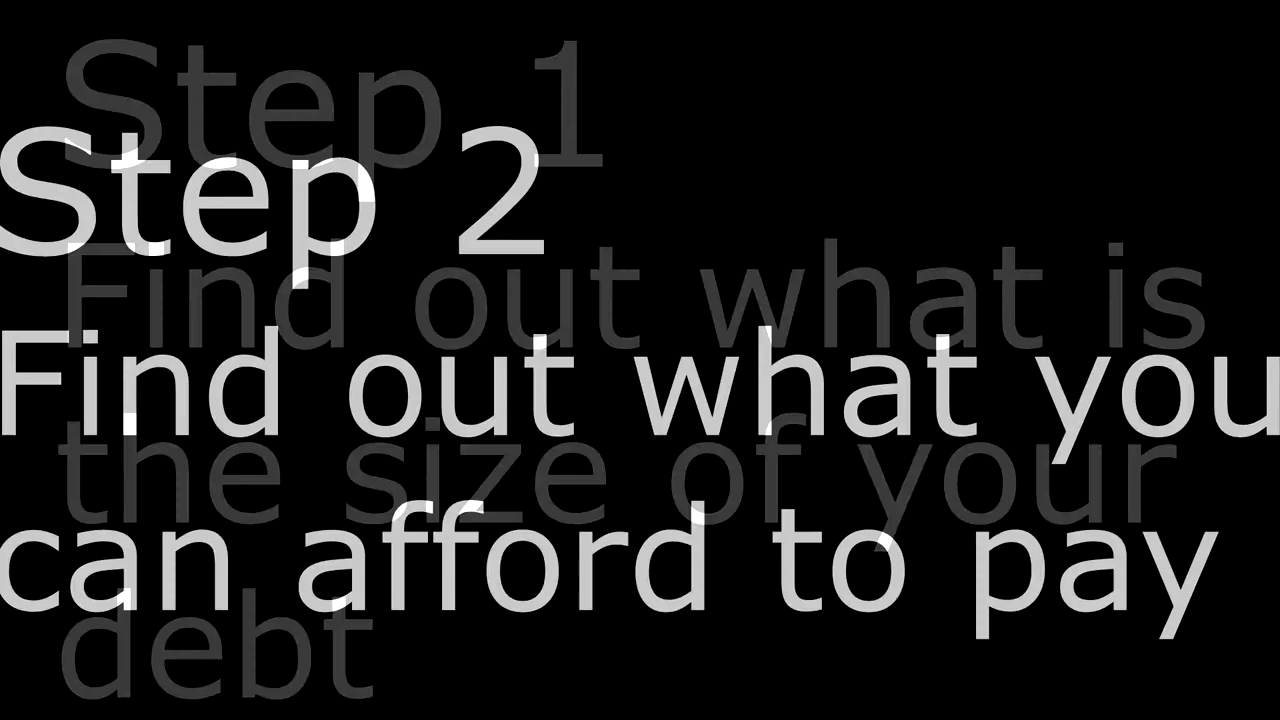 Step 1
Find out what is
the size of your
debt
Step 2
Find out what you
can afford to pay